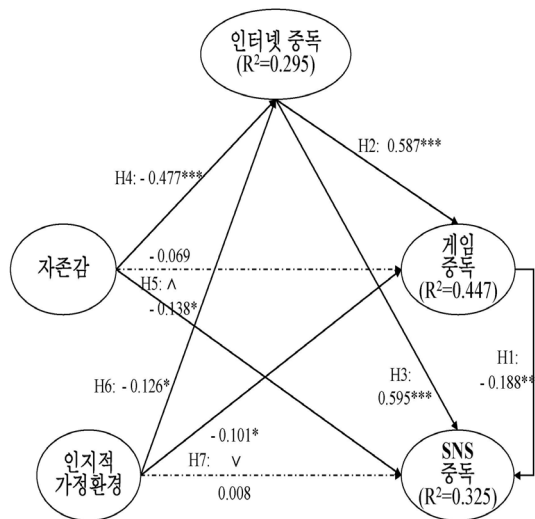 인터넷 중독
(R²=0.295)
H2: 0.587***
H4: - 0.477***
자존감
- 0.069
H5: ∧
- 0.138*
게임
중독
(R²=0.447)
H1:
- 0.188**
H3:
0.595***
H6: - 0.126*
- 0.101*
H7: ∨
0.008
인지적
가정환경
SNS
중독
(R²=0.325)